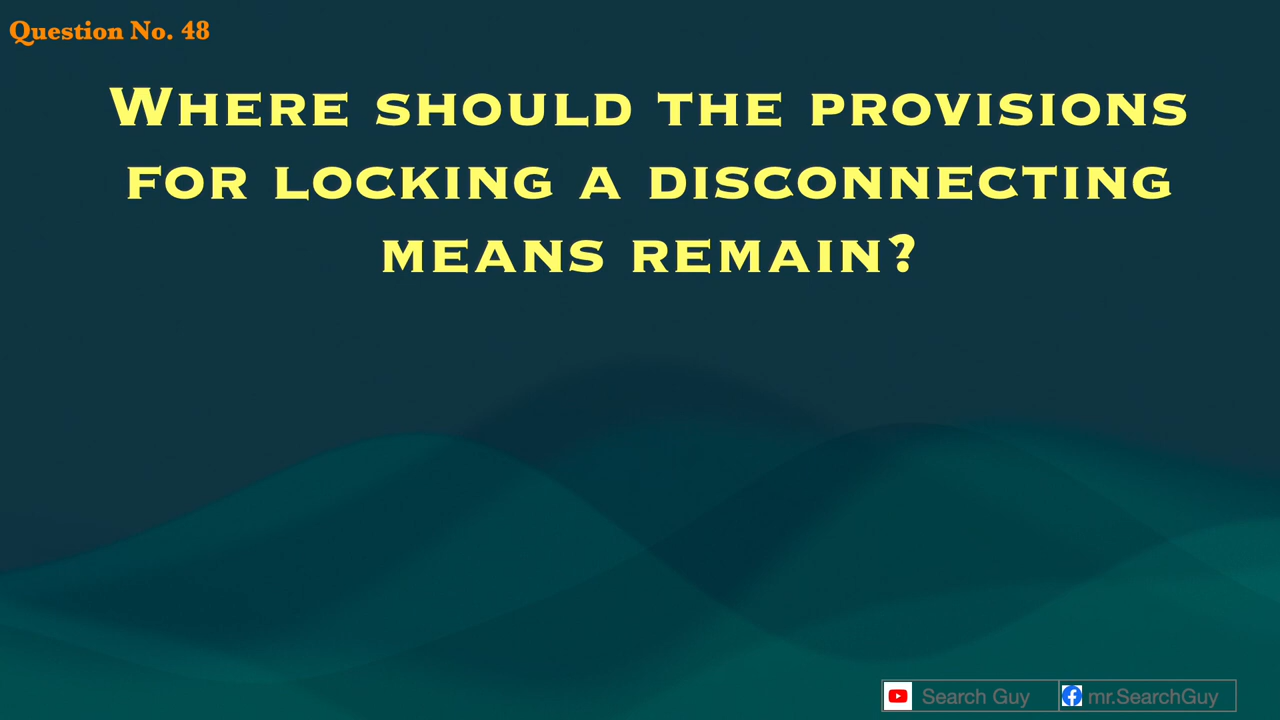 Question No. 48
Where should the provisions
for locking a disconnecting
means remain?
Search Guy mr.SearchGuy